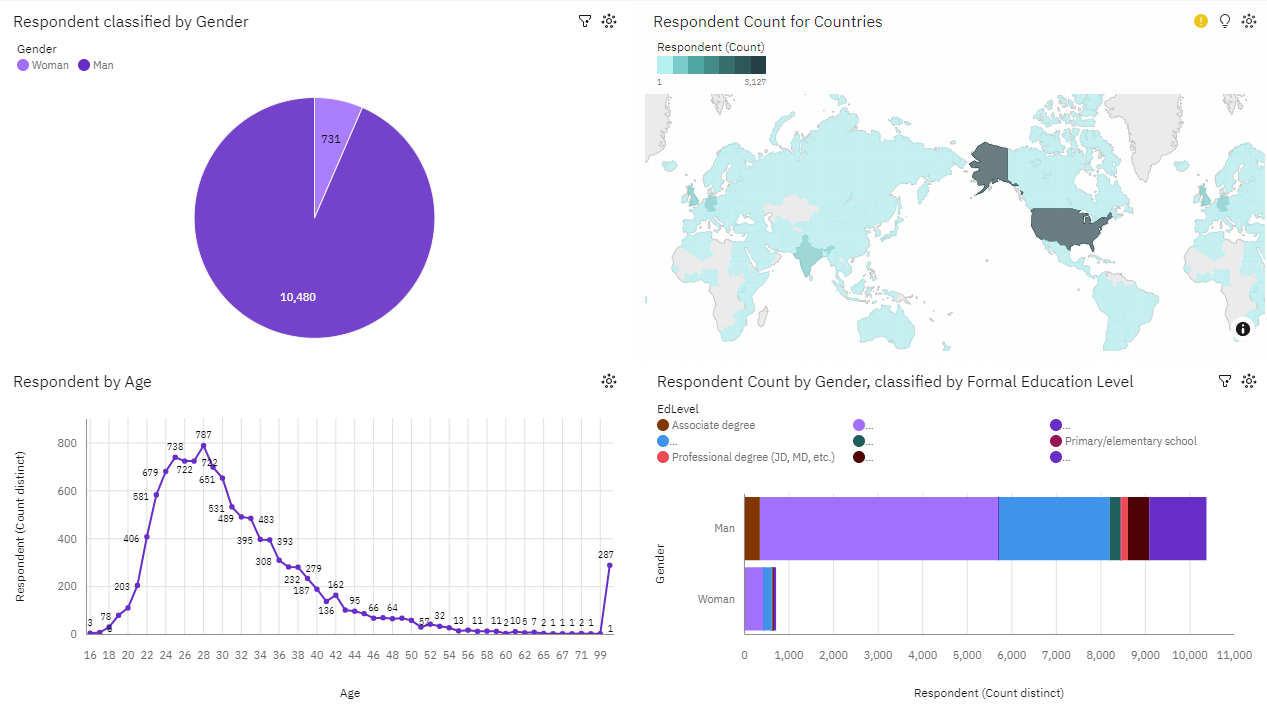 Respondent classified by Gender
Gender
Woman Man
731
10,480
Respondent Count for Countries
Respondent (Count)
1 3,127
Respondent by Age
Respondent (Count distinct)
800
600
400
200
0
3 6 78 203 406 581 679 738 722 787 722 651 531 489 483 395 393 308 232 279 187 136 162 95 66 64 57 32 13 11 11 2 10 5 7 2 1 1 1 2 1 287 1
16 18 20 22 24 26 28 30 32 34 36 38 40 42 44 46 48 50 52 54 56 58 60 62 65 67 71 99
Age
Respondent Count by Gender, classified by Formal Education Level
EdLevel
Associate degree ... ...
... ... Primary/elementary school
Professional degree (JD, MD, etc.) ... ...
Gender
Man
Woman
0 1,000 2,000 3,000 4,000 5,000 6,000 7,000 8,000 9,000 10,000 11,000
Respondent (Count distinct)